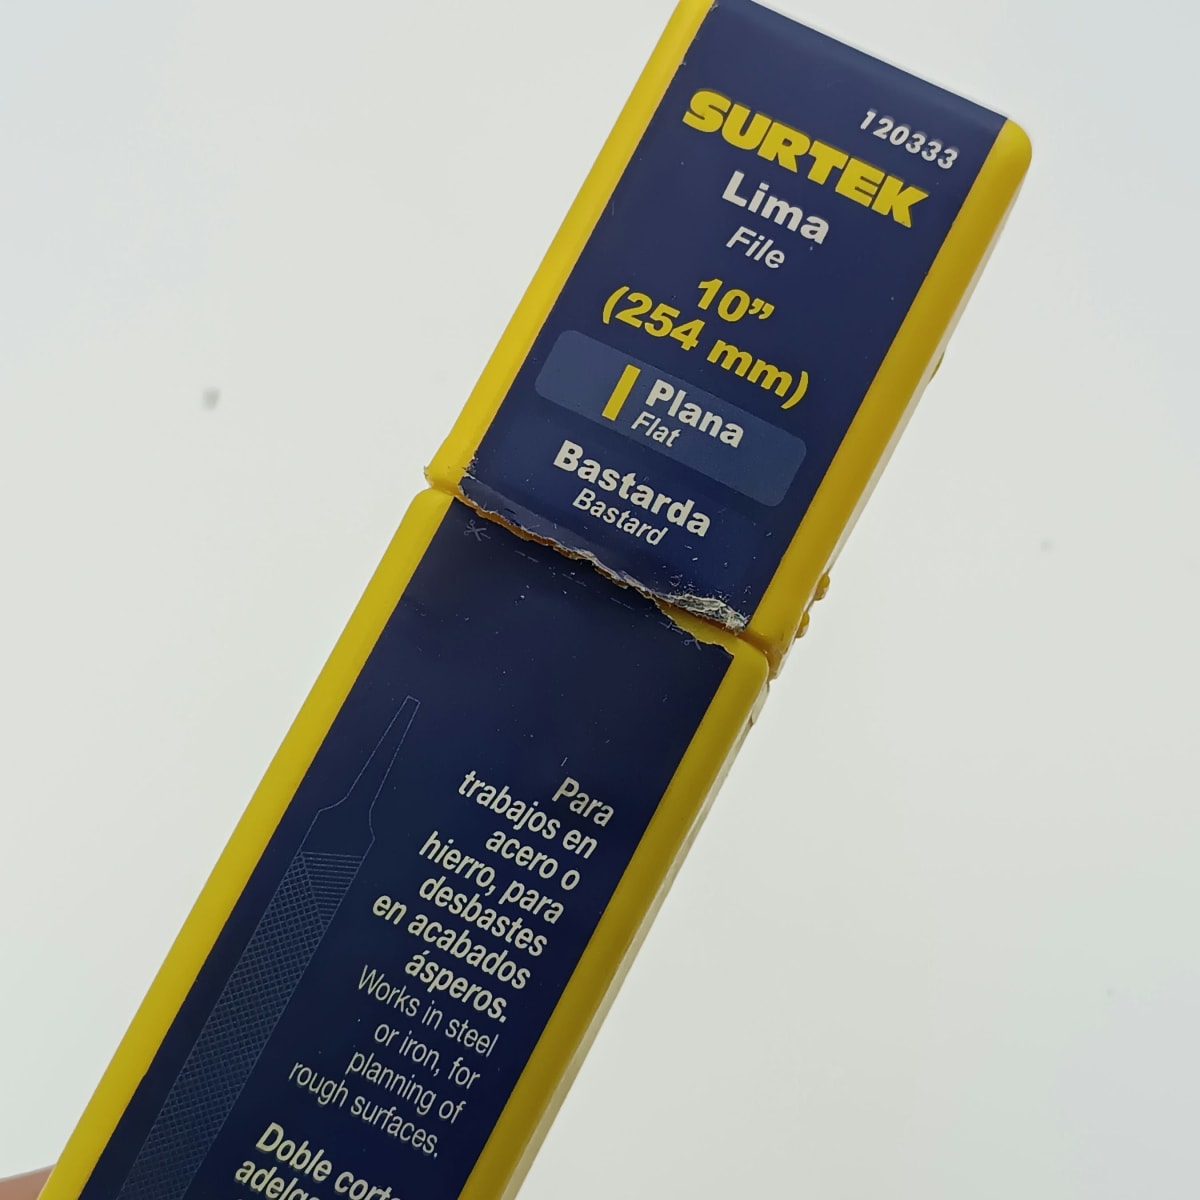 120333
SURTEK
Lima
File
10”
(254 mm)
Plana
Flat
Bastarda
Bastard
Para
trabajos en
acero o
hierro, para
desbastes
en acabados
ásperos.
Works in steel
or iron, for
planning of
rough surfaces.
Doble